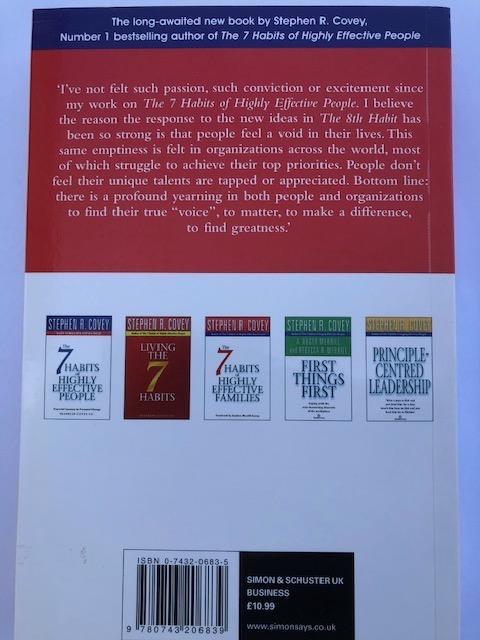 The long-awaited new book by Stephen R. Covey,
Number 1 bestselling author of The 7 Habits of Highly Effective People
'I've not felt such passion, such conviction or excitement since
my work on The 7 Habits of Highly Effective People. I believe
the reason the response to the new ideas in The 8th Habit has
been so strong is that people feel a void in their lives. This
same emptiness is felt in organizations across the world, most
of which struggle to achieve their top priorities. People don't
feel their unique talents are tapped or appreciated. Bottom line:
there is a profound yearning in both people and organizations
to find their true "voice", to matter, to make a difference,
to find greatness.'
STEPHEN R. COVEY
The
7
HABITS
of
HIGHLY
EFFECTIVE
PEOPLE
STEPHEN R. COVEY
LIVING
THE
7
HABITS
STEPHEN R. COVEY
The
7
HABITS
of
HIGHLY
EFFECTIVE
FAMILIES
STEPHEN R. COVEY
A. ROGER MERRILL
and REBECCA R. MERRILL
FIRST
THINGS
FIRST
STEPHEN R. COVEY
PRINCIPLE-
CENTRED
LEADERSHIP
ISBN 0-7432-0683-5
9 780743 206839
SIMON & SCHUSTER UK
BUSINESS
£10.99
www.simonsays.co.uk